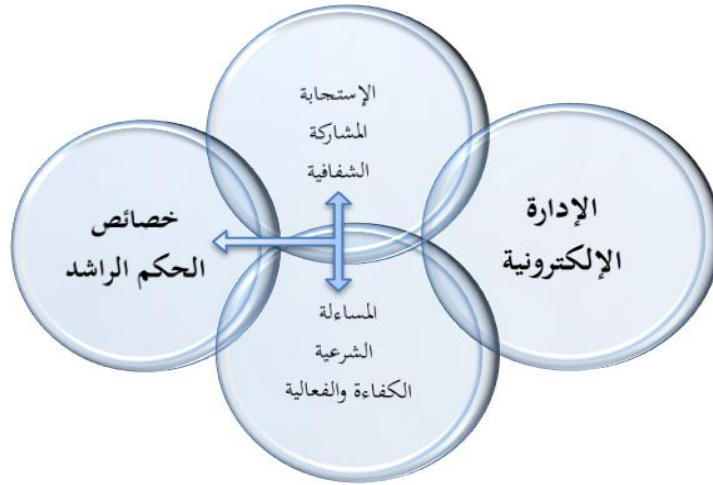 الإستجابة
المشاركة
الشفافية
الإدارة
الإلكترونية
خصائص
الحكم الراشد
المساءلة
الشرعية
الكفاءة والفعالية